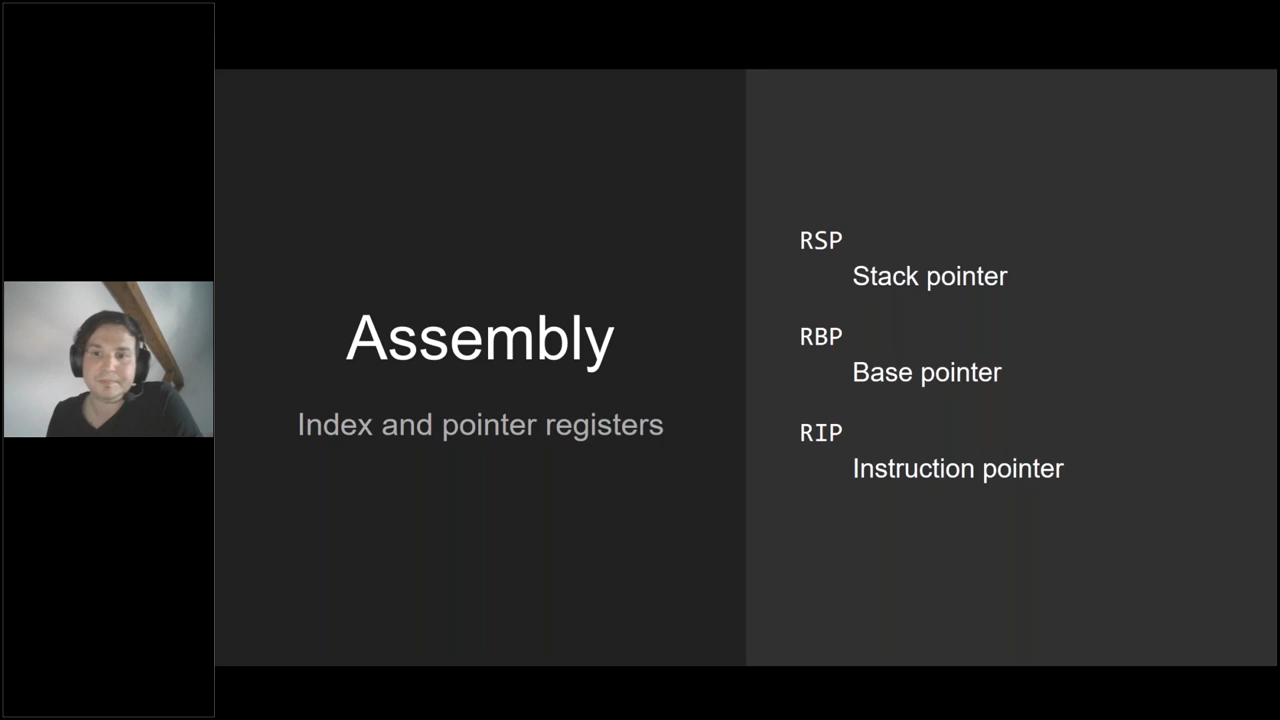 Assembly
Index and pointer registers
RSP
Stack pointer
RBP
Base pointer
RIP
Instruction pointer